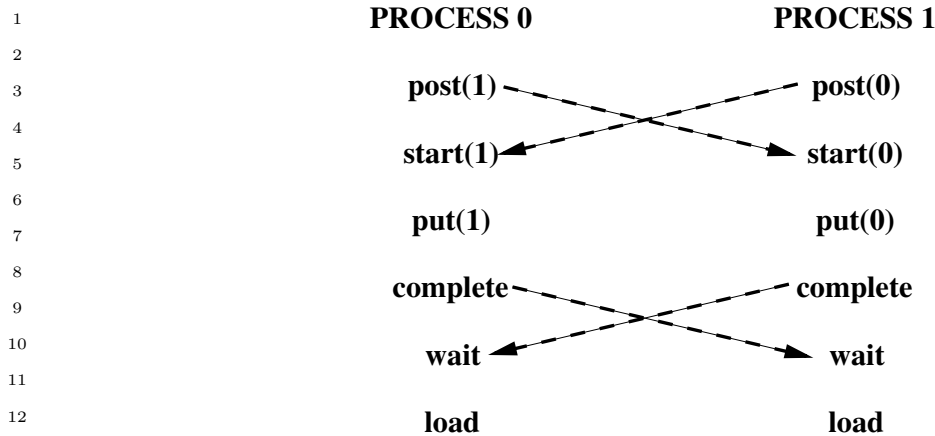 1 PROCESS 0 PROCESS 1
2
3 post(1) post(0)
4
5 start(1) start(0)
6
7 put(1) put(0)
8 complete complete
9
10 wait wait
11
12 load load